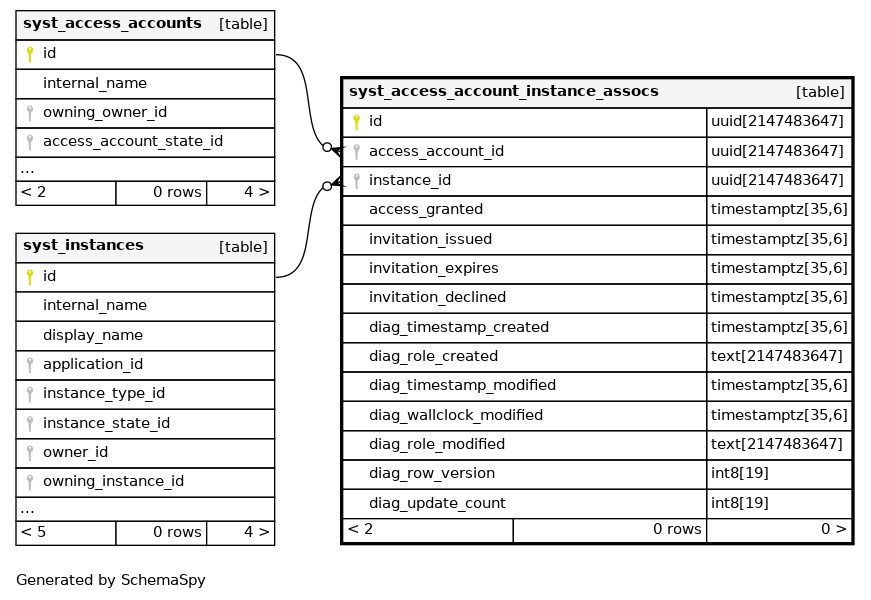 syst_access_accounts [table]
id
internal_name
owning_owner_id
access_account_state_id
...
< 2 0 rows 4 >
syst_instances [table]
id
internal_name
display_name
application_id
instance_type_id
instance_state_id
owner_id
owning_instance_id
...
< 5 0 rows 4 >
syst_access_account_instance_assocs [table]
id uuid[2147483647]
access_account_id uuid[2147483647]
instance_id uuid[2147483647]
access_granted timestamptz[35,6]
invitation_issued timestamptz[35,6]
invitation_expires timestamptz[35,6]
invitation_declined timestamptz[35,6]
diag_timestamp_created timestamptz[35,6]
diag_role_created text[2147483647]
diag_timestamp_modified timestamptz[35,6]
diag_wallclock_modified timestamptz[35,6]
diag_role_modified text[2147483647]
diag_row_version int8[19]
diag_update_count int8[19]
< 2 0 rows 0 >
Generated by SchemaSpy